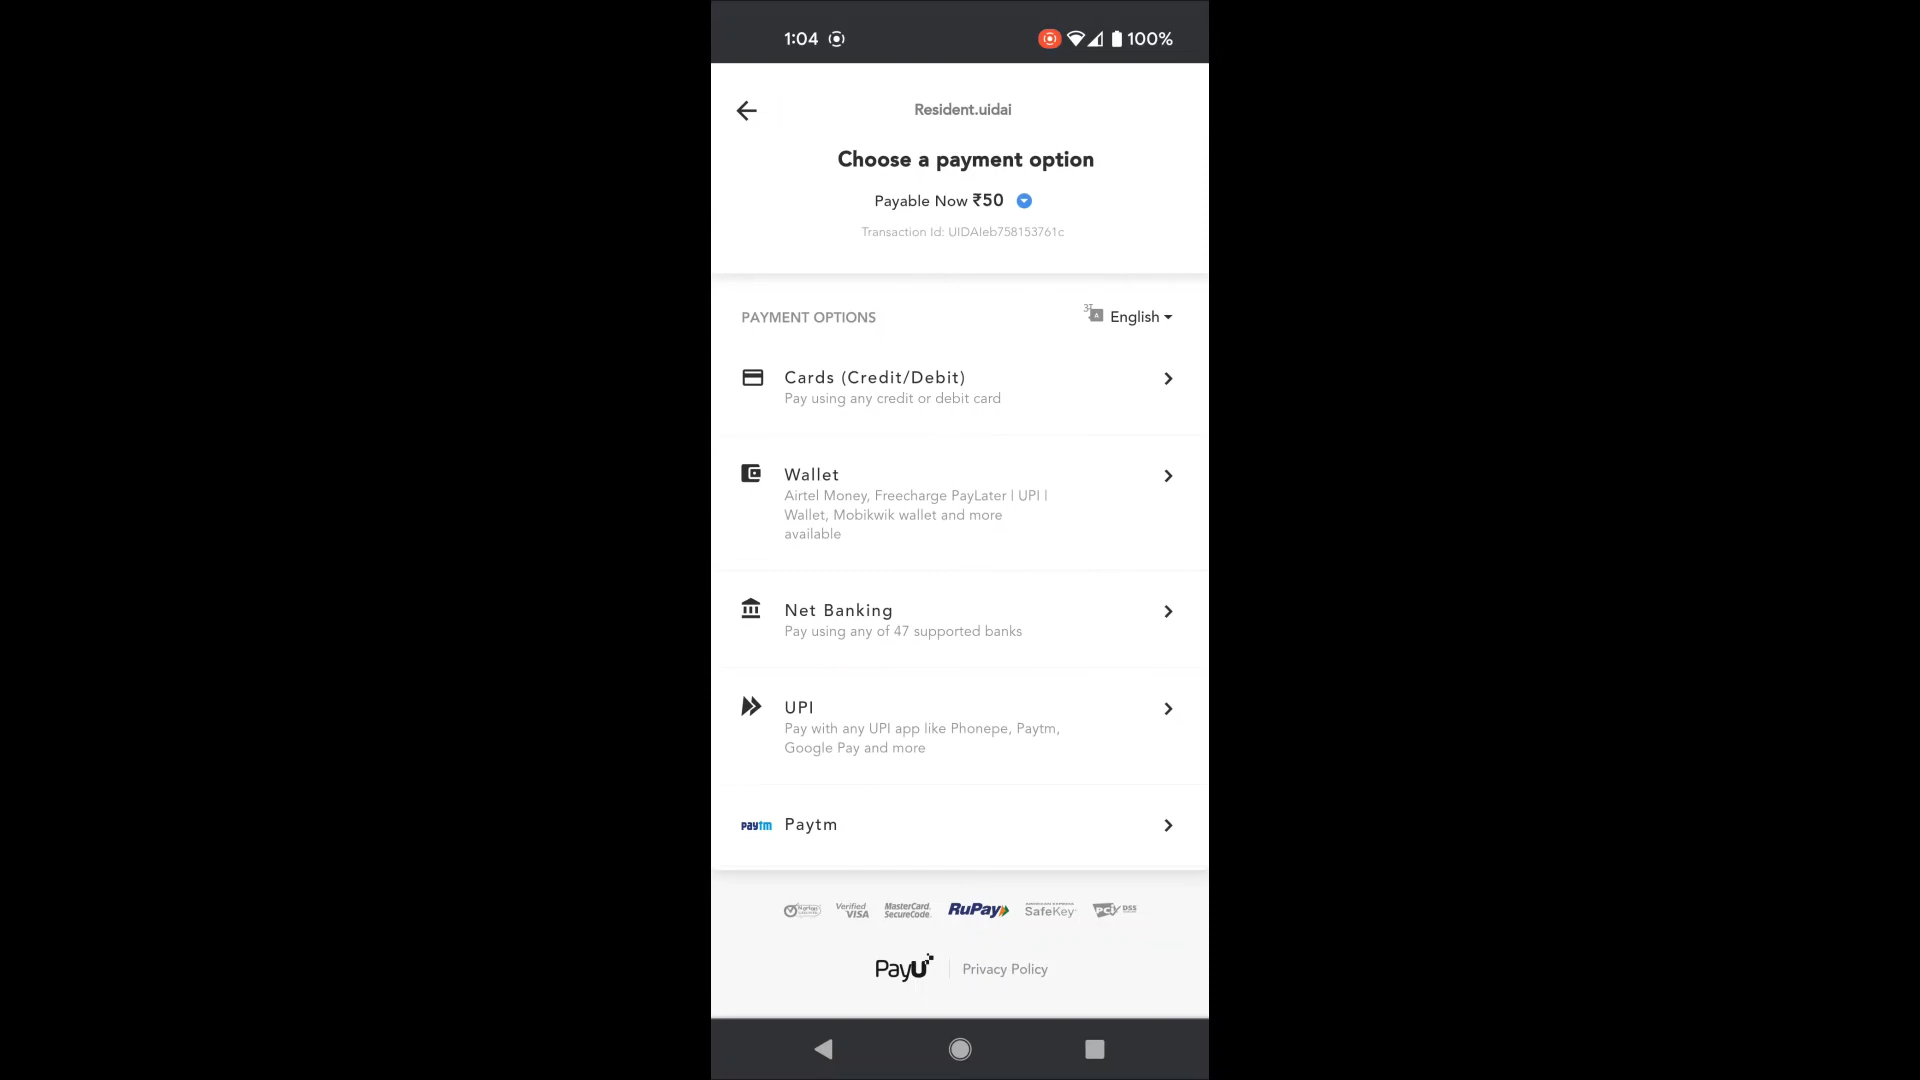 1:04
100%
Resident.uidai
Choose a payment option
Payable Now ₹50
Transaction Id: UIDAIeb758153761c
PAYMENT OPTIONS
English
Cards (Credit/Debit)
Pay using any credit or debit card
Wallet
Airtel Money, Freecharge PayLater | UPI |
Wallet, Mobikwik wallet and more
available
Net Banking
Pay using any of 47 supported banks
UPI
Pay with any UPI app like Phonepe, Paytm,
Google Pay and more
paytm Paytm
Norton
Verified
VISA
MasterCard.
SecureCode.
RuPay
SafeKey
PCI DSS
PayU
Privacy Policy